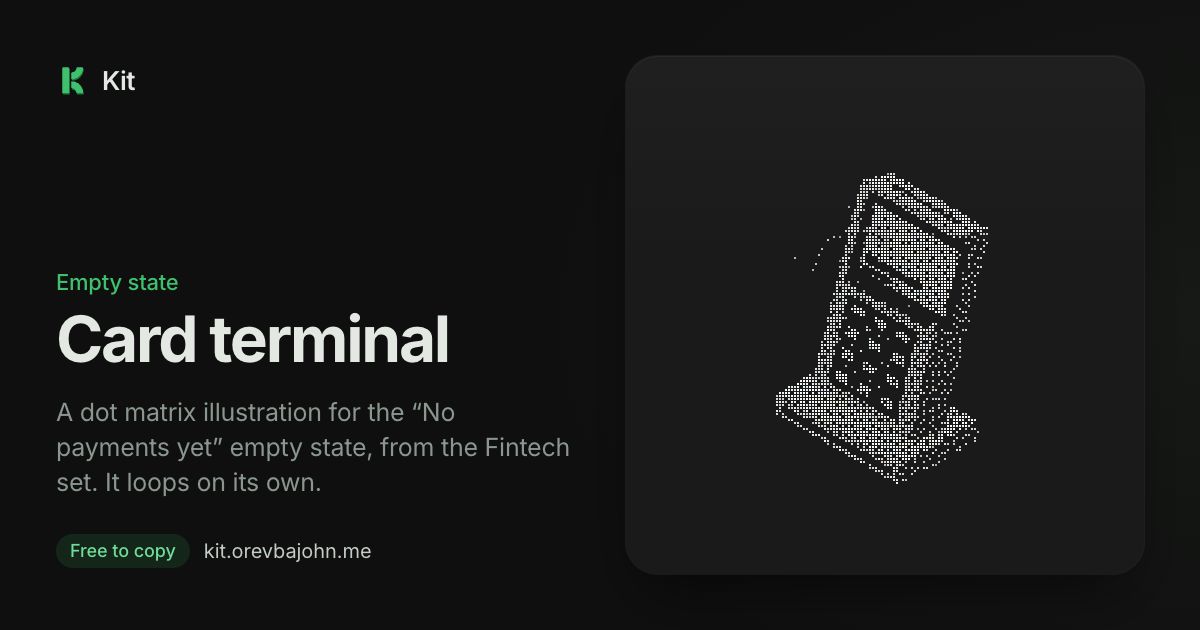 Kit
Empty state
Card terminal
A dot matrix illustration for the “No
payments yet” empty state, from the Fintech
set. It loops on its own.
Free to copy
kit.orevbajohn.me